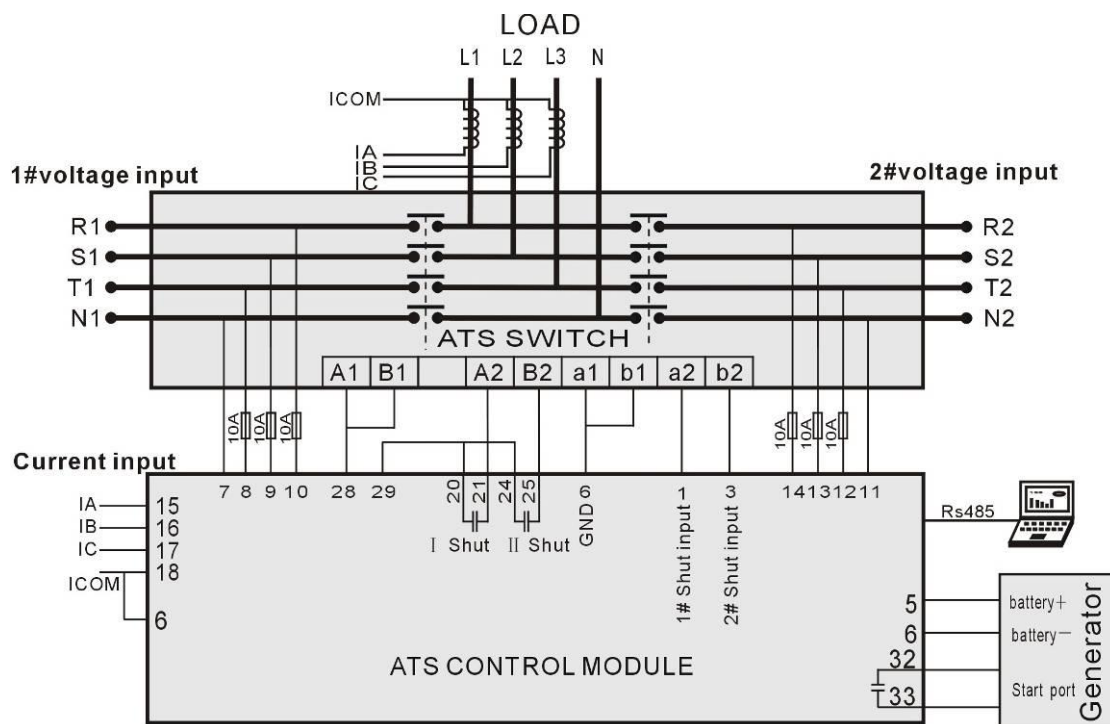 LOAD
L1 L2 L3 N
ICOM
IA
IB
IC
1#voltage input 2#voltage input
R1 R2
S1 S2
T1 T2
N1 N2
ATS SWITCH
A1 B1 A2 B2 a1 b1 a2 b2
10A 10A 10A 10A 10A 10A
Current input
7 8 9 10 28 29 20 21 24 25 6 1 3 14 13 12 11
IA 15
IB 16
IC 17
ICOM 18
6
I Shut II Shut
GND
1# Shut input
2# Shut input
Rs485
5 battery+
6 battery—
32
33 Start port
Generator
ATS CONTROL MODULE